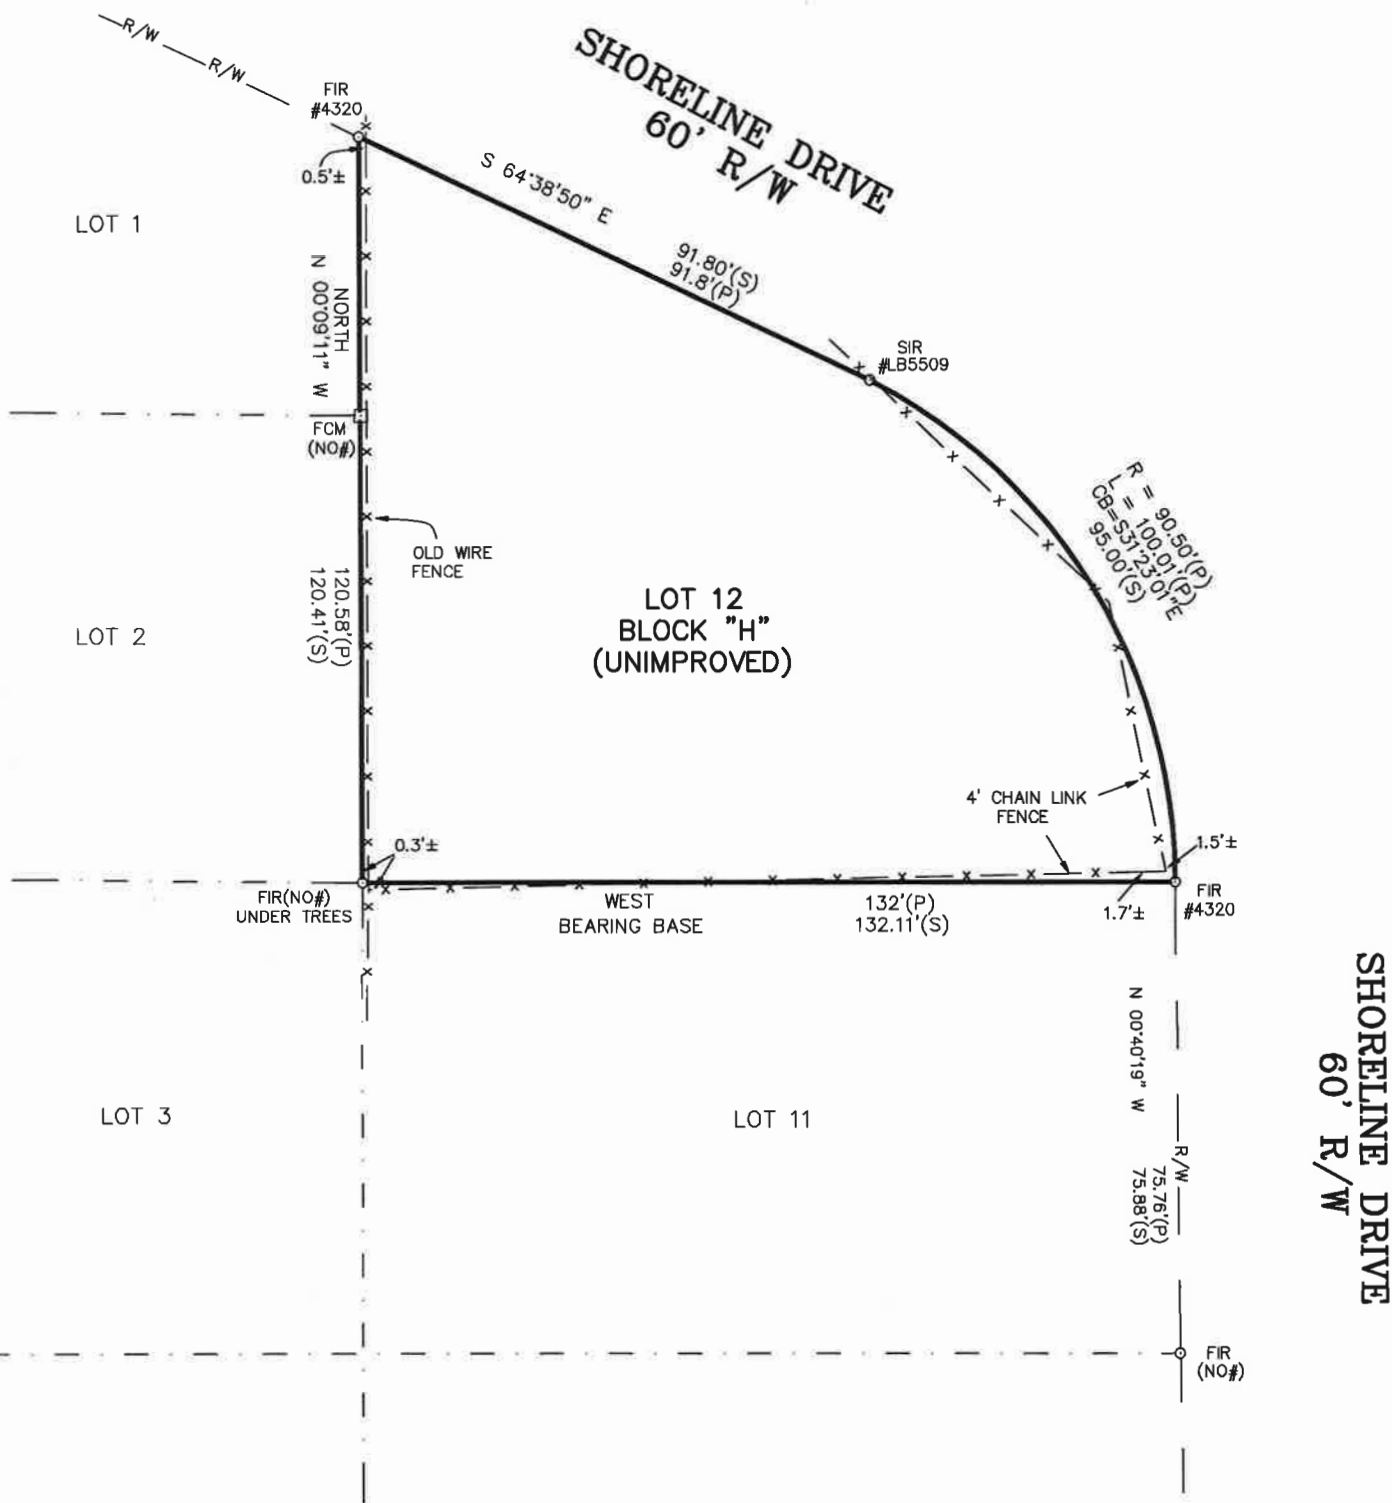 R/W
R/W
SHORELINE DRIVE
60' R/W
FIR
#4320
0.5'±
S 64°38'50" E
LOT 1
91.80'(S)
91.8'(P)
NORTH
N 00°09'11" W
SIR
#LB5509
FCM
(NO#)
R = 90.50'(P)
L = 100.01'(P)
CB=S31°23'01"E
95.00'(S)
OLD WIRE
FENCE
120.58'(P)
120.41'(S)
LOT 12
BLOCK "H"
(UNIMPROVED)
LOT 2
4' CHAIN LINK
FENCE
0.3'±
1.5'±
FIR(NO#)
UNDER TREES
WEST
BEARING BASE
132'(P)
132.11'(S)
1.7'±
FIR
#4320
N 00°40'19" W
SHORELINE DRIVE
60' R/W
LOT 3
LOT 11
R/W
75.76'(P)
75.88'(S)
FIR
(NO#)